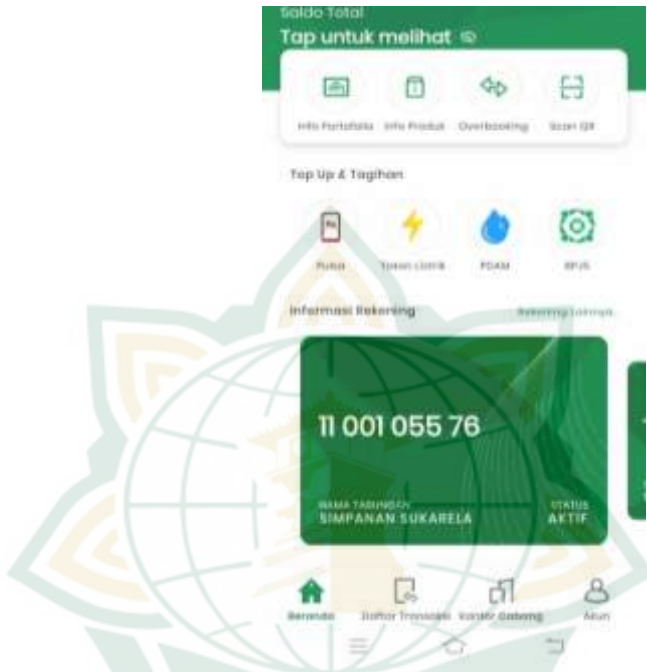 Saldo Total
Tap untuk melihat
Info Portofolio Info Produk Overbooking Scan QR
Top Up & Tagihan
Pulsa Token Listrik PDAM BPJS
Informasi Rekening Rekening Lainnya
11 001 055 76
NAMA TABUNGAN STATUS
SIMPANAN SUKARELA AKTIF
Beranda Daftar Transaksi Kantor Cabang Akun